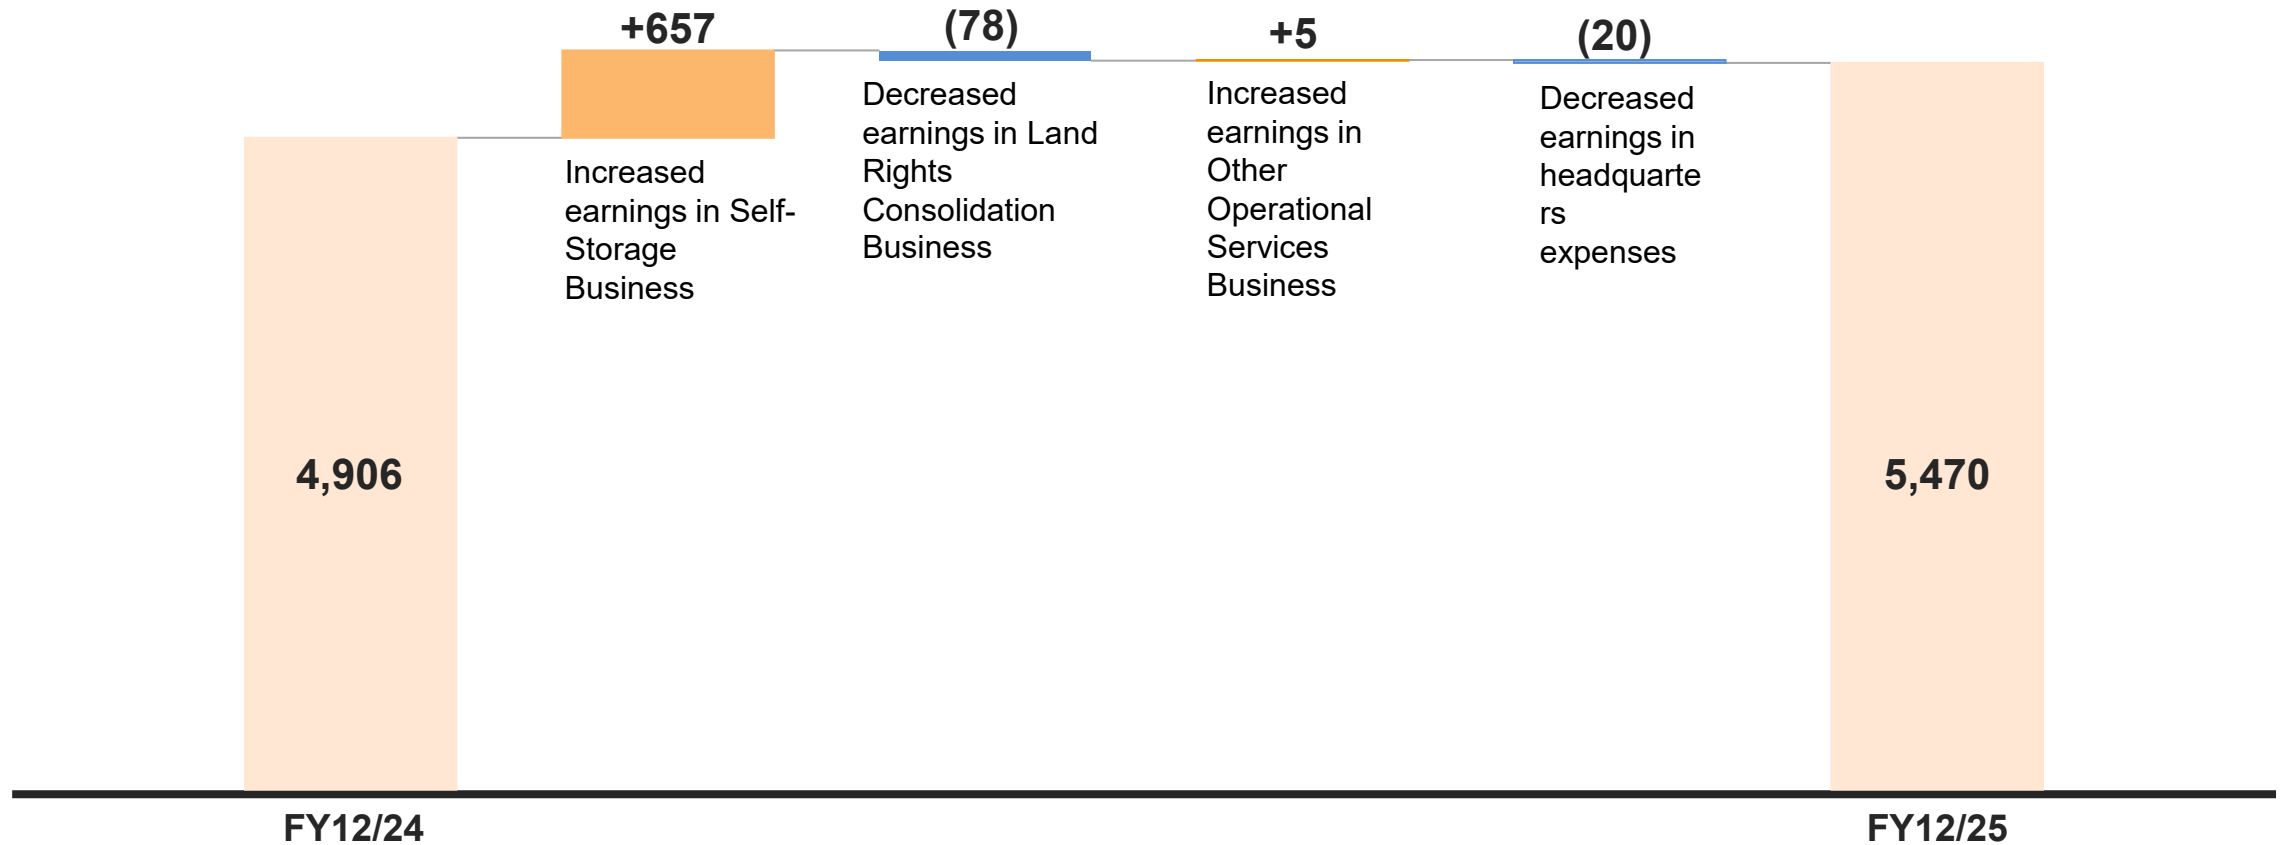 +657
(78)
+5
(20)
Increased
earnings in Self-
Storage
Business
Decreased
earnings in Land
Rights
Consolidation
Business
Increased
earnings in
Other
Operational
Services
Business
Decreased
earnings in
headquarte
rs
expenses
4,906
5,470
FY12/24
FY12/25